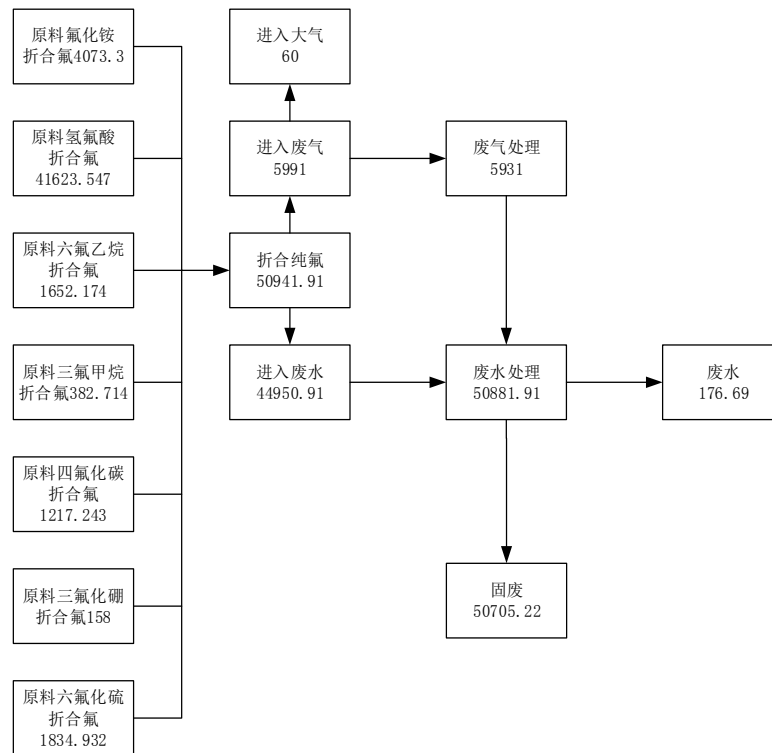 原料氟化铵
折合氟4073.3
原料氢氟酸
折合氟
41623.547
原料六氟乙烷
折合氟
1652.174
原料三氟甲烷
折合氟382.714
原料四氟化碳
折合氟
1217.243
原料三氟化硼
折合氟158
原料六氟化硫
折合氟
1834.932
进入大气
60
进入废气
5991
折合纯氟
50941.91
进入废水
44950.91
废气处理
5931
废水处理
50881.91
固废
50705.22
废水
176.69